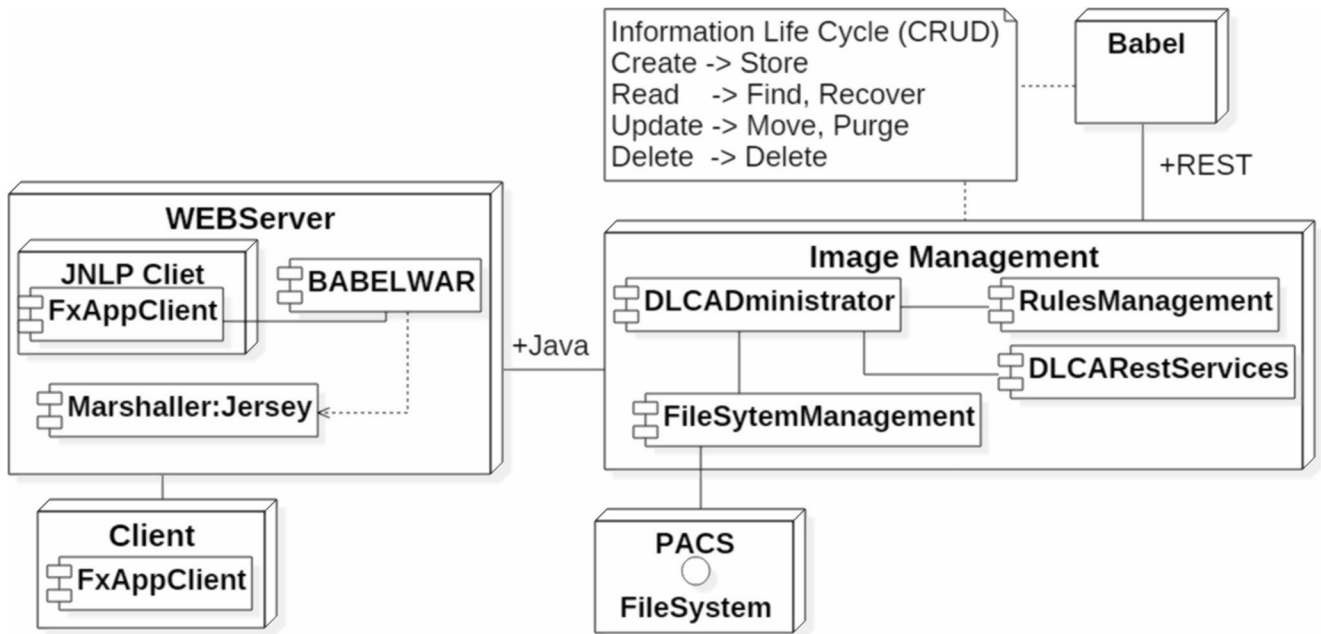 Information Life Cycle (CRUD)
Create -> Store
Read -> Find, Recover
Update -> Move, Purge
Delete -> Delete
Babel
+REST
WEBServer
JNLP Cliet
FxAppClient
BABELWAR
Marshaller:Jersey
+Java
Image Management
DLCADministrator
RulesManagement
DLCARestServices
FileSytemManagement
Client
FxAppClient
PACS
FileSystem